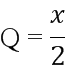 Q = x/2